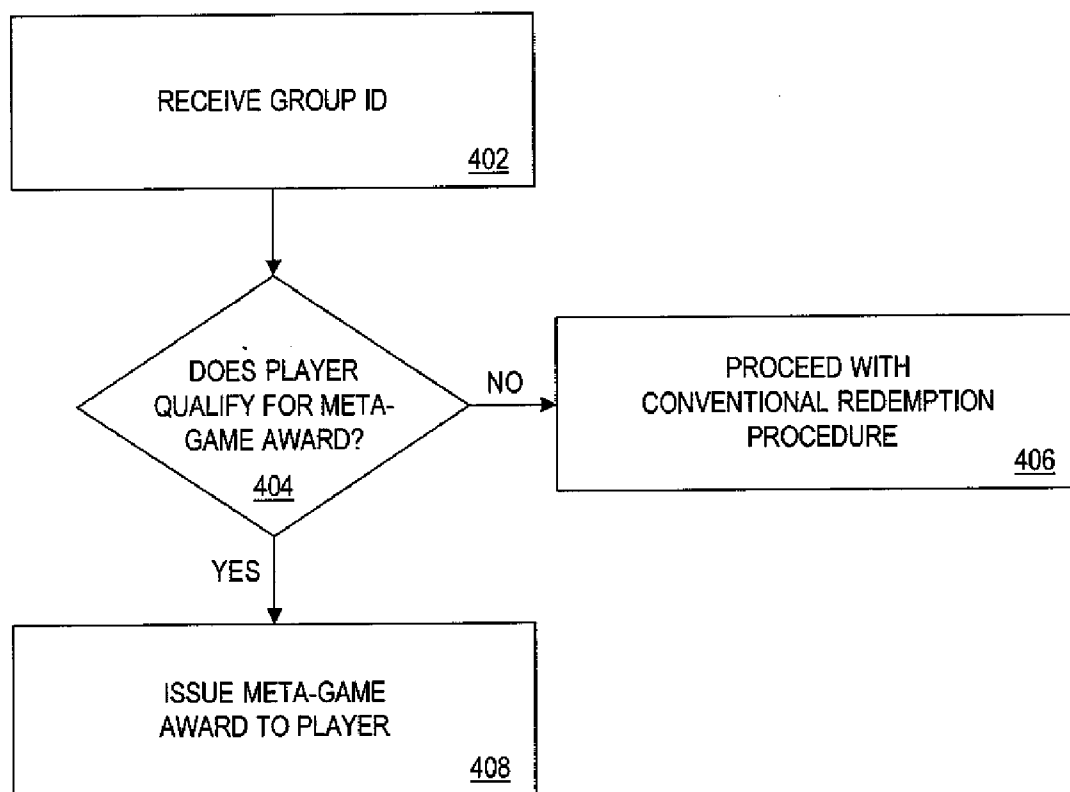 RECEIVE GROUP ID
402
DOES PLAYER
QUALIFY FOR META-
GAME AWARD?
404
NO
PROCEED WITH
CONVENTIONAL REDEMPTION
PROCEDURE
406
YES
ISSUE META-GAME
AWARD TO PLAYER
408